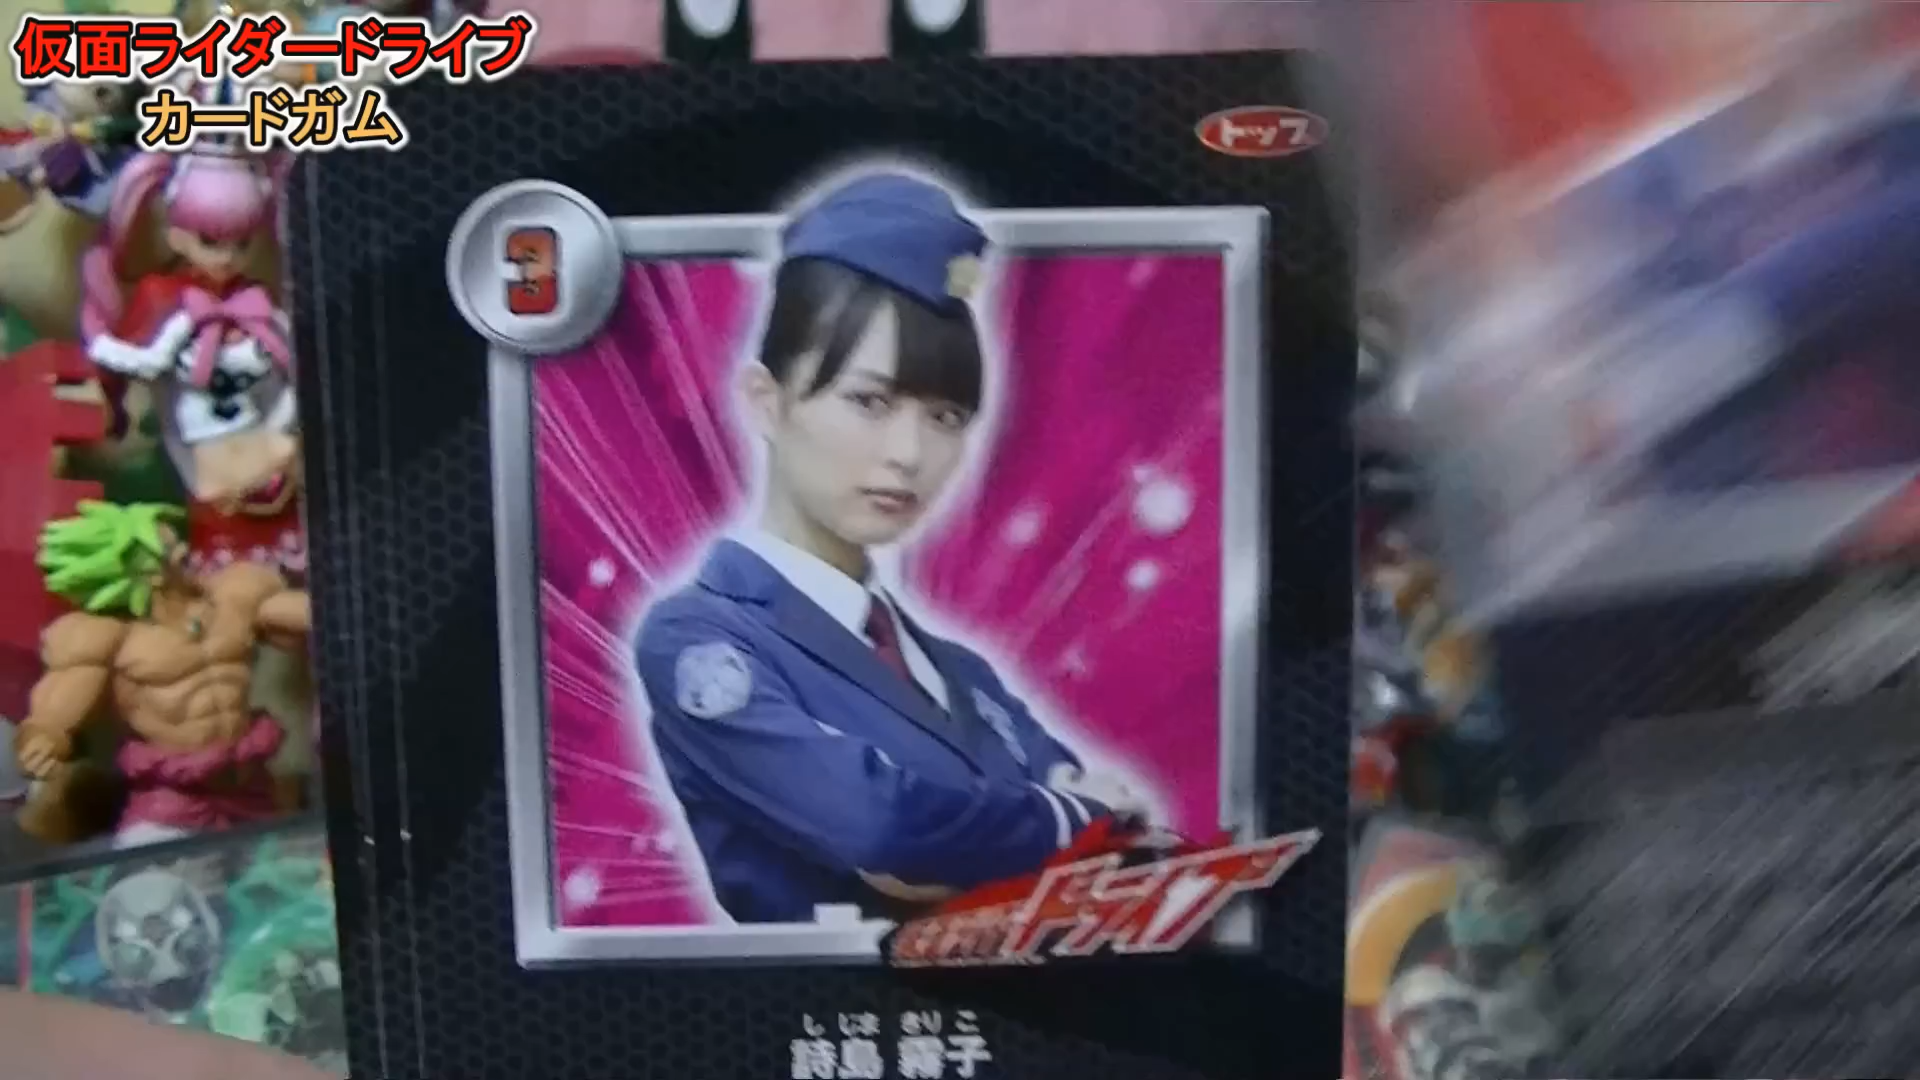 仮面ライダードライブ
カードガム
トップ
3
ドライブ
しじま きりこ
詩島 霧子